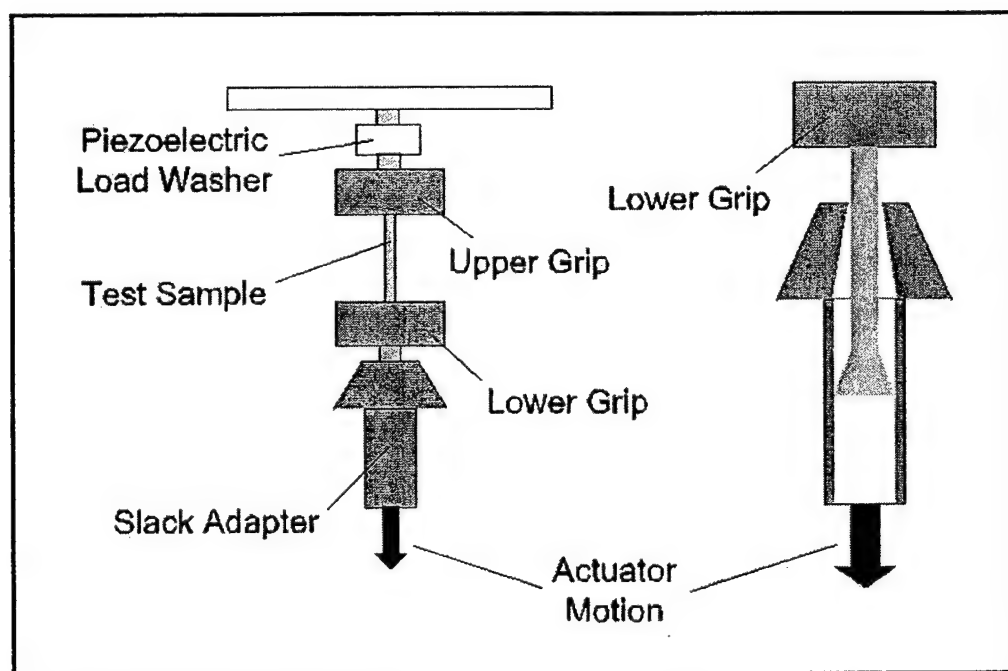 Piezoelectric
Load Washer
Upper Grip
Test Sample
Lower Grip
Slack Adapter
Lower Grip
Actuator
Motion